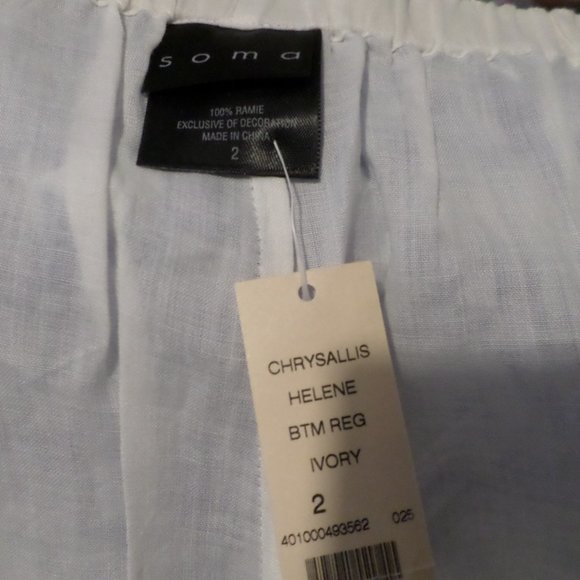 soma
100% RAMIE
EXCLUSIVE OF DECORATION
MADE IN CHINA
2
CHRYSALLIS
HELENE
BTM REG
IVORY
2
401000493562 025